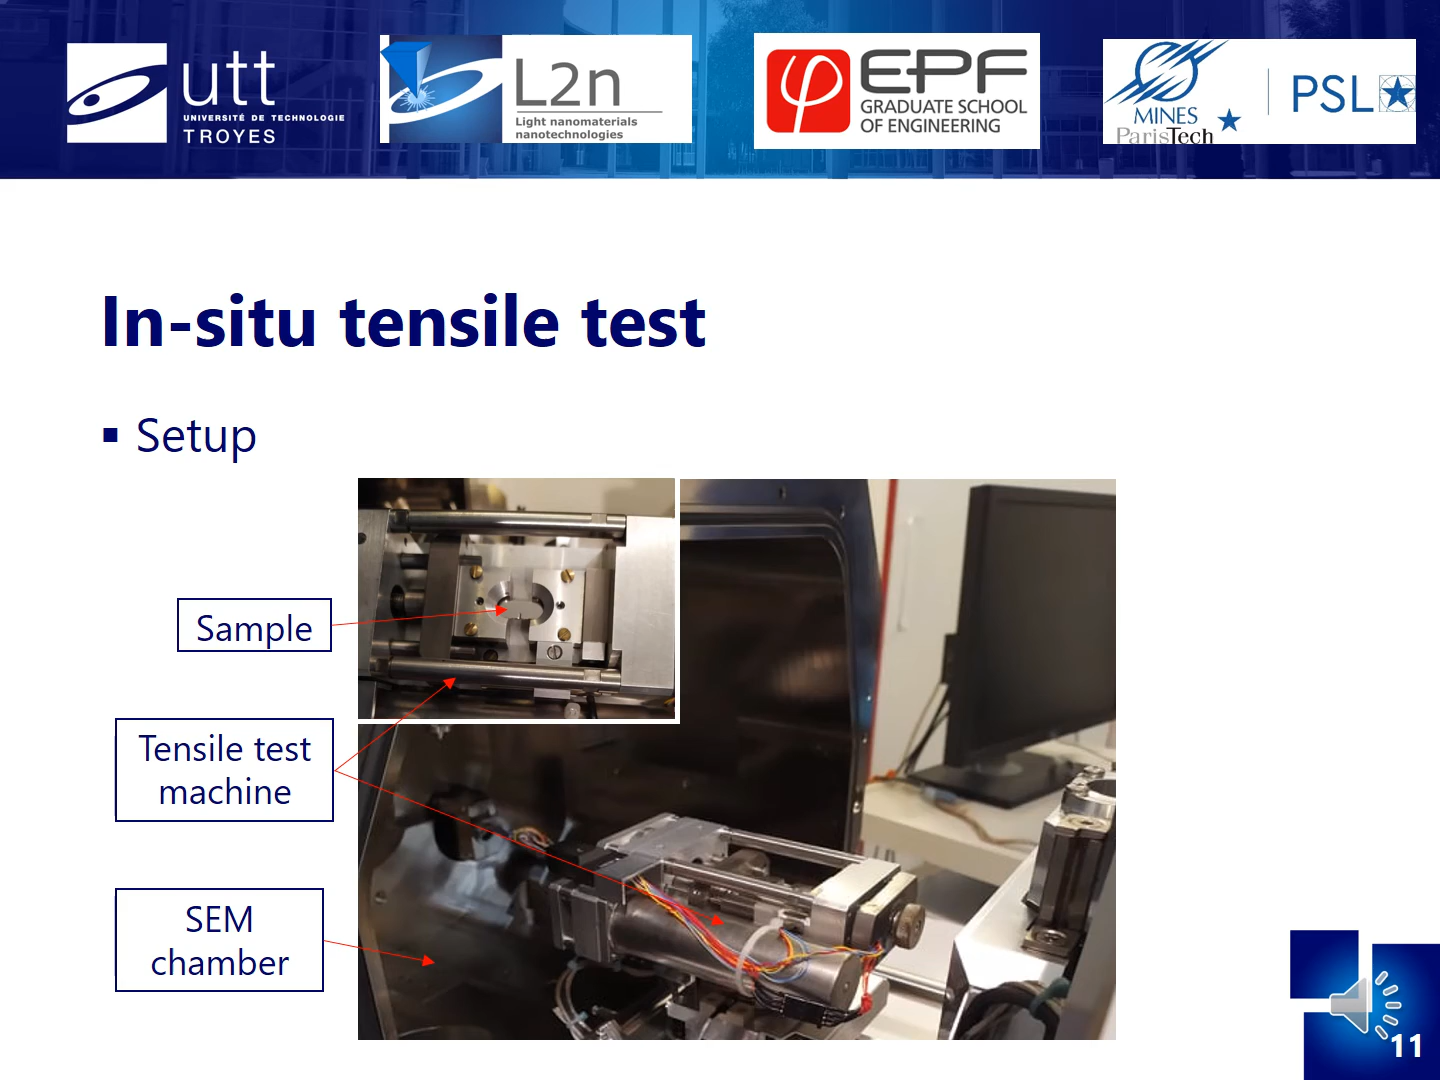 utt
UNIVERSITÉ DE TECHNOLOGIE
TROYES
L2n
Light nanomaterials
nanotechnologies
EPF
GRADUATE SCHOOL
OF ENGINEERING
MINES
ParisTech
PSL
In-situ tensile test
Setup
Sample
Tensile test
machine
SEM
chamber
11